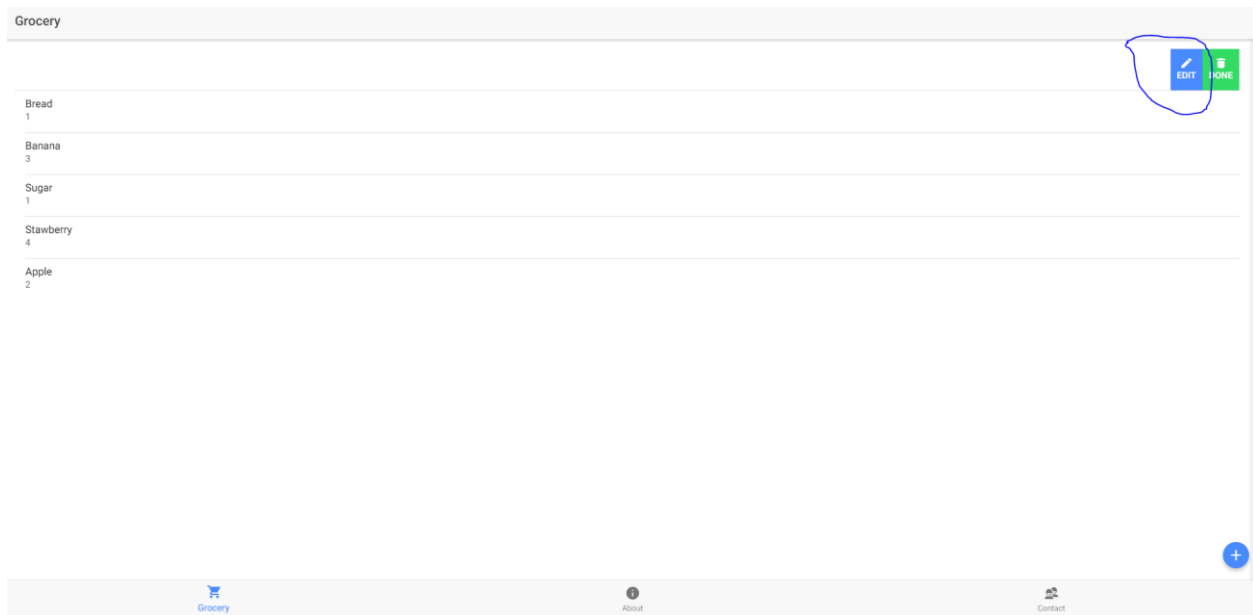 Grocery
EDIT DONE
Bread
1
Banana
3
Sugar
1
Stawberry
4
Apple
2
Grocery About Contact